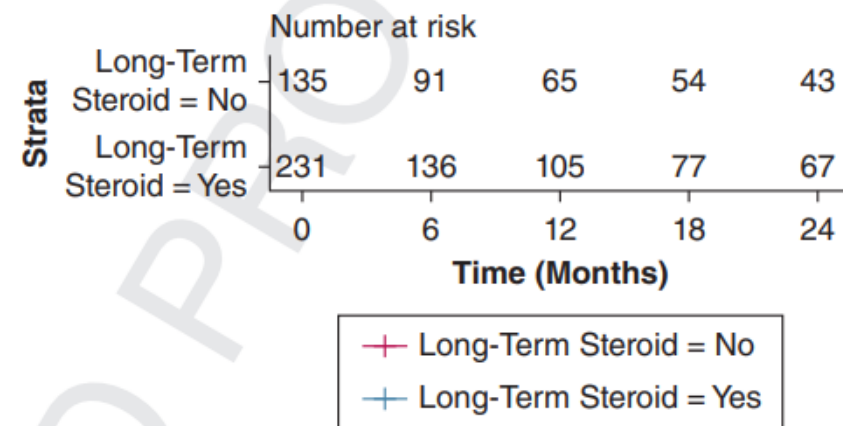 Number at risk
Long-Term
Steroid = No
135 91 65 54 43
Long-Term
Steroid = Yes
231 136 105 77 67
Strata
0 6 12 18 24
Time (Months)
Long-Term Steroid = No
Long-Term Steroid = Yes
PRO